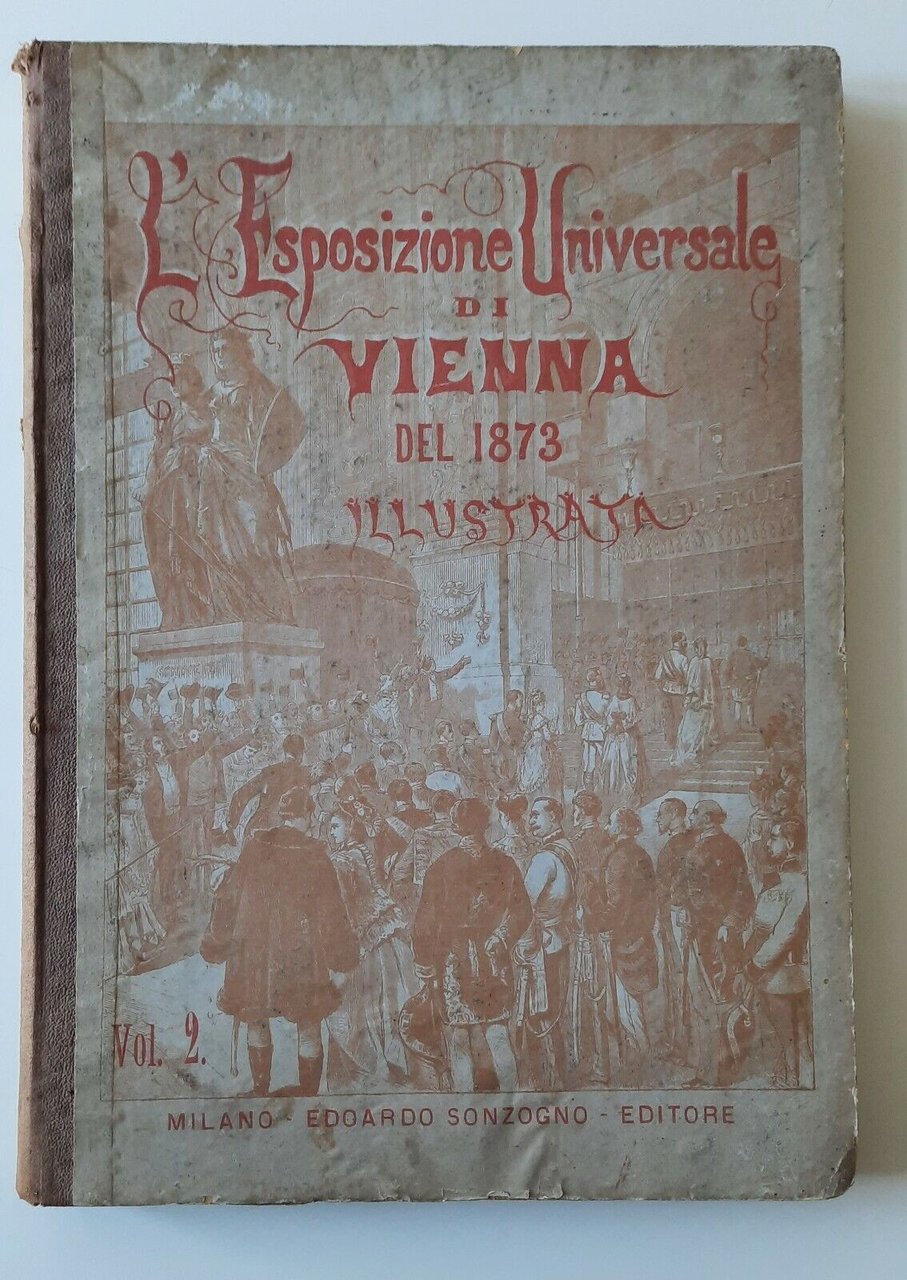 L'Esposizione Universale
DI
VIENNA
DEL 1873
ILLUSTRATA
Vol. 2.
MILANO - EDOARDO SONZOGNO - EDITORE